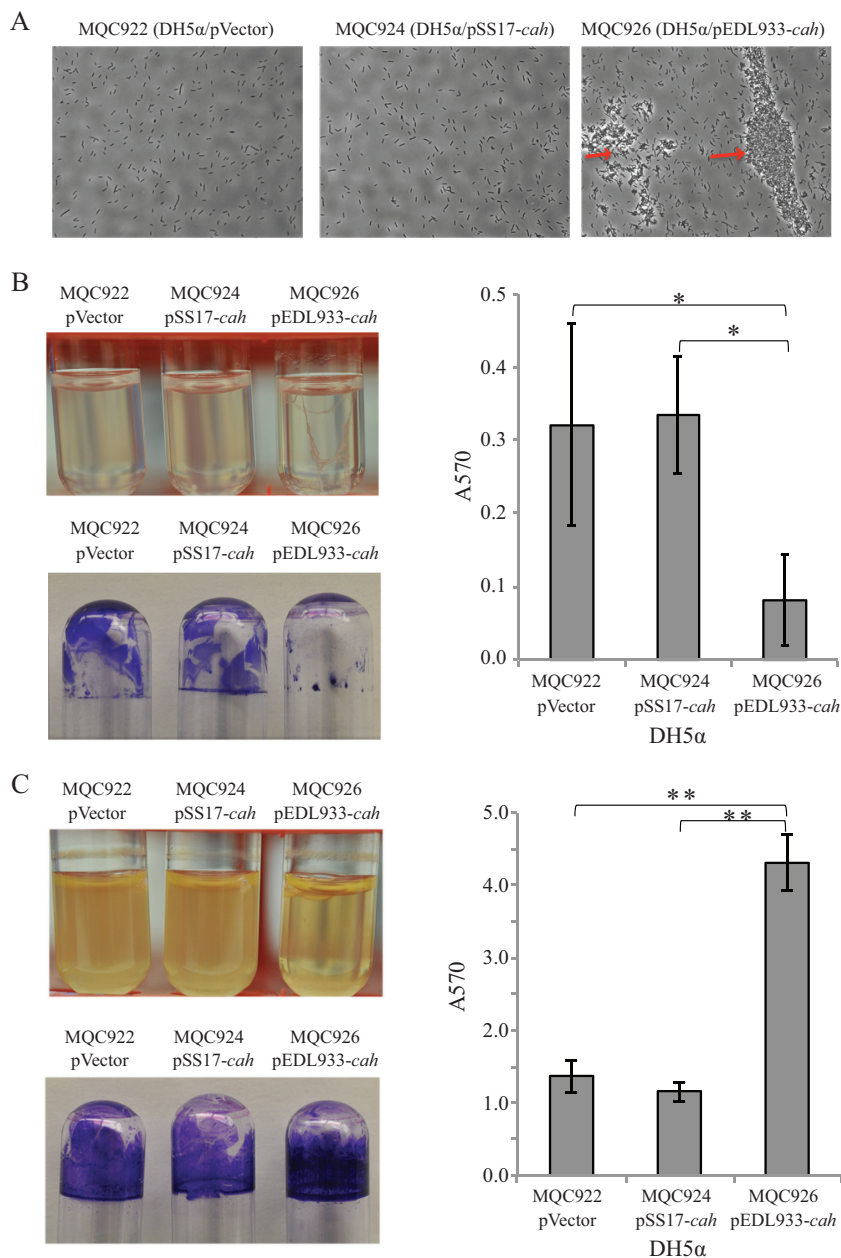 A
MQC922 (DH5α/pVector)
MQC924 (DH5α/pSS17-cah)
MQC926 (DH5α/pEDL933-cah)
B
MQC922
pVector
MQC924
pSS17-cah
MQC926
pEDL933-cah
MQC922
pVector
MQC924
pSS17-cah
MQC926
pEDL933-cah
0.5
0.4
0.3
0.2
0.1
0.0
A570
*
*
MQC922
pVector
MQC924
pSS17-cah
MQC926
pEDL933-cah
DH5α
C
MQC922
pVector
MQC924
pSS17-cah
MQC926
pEDL933-cah
MQC922
pVector
MQC924
pSS17-cah
MQC926
pEDL933-cah
5.0
4.0
3.0
2.0
1.0
0.0
A570
**
**
MQC922
pVector
MQC924
pSS17-cah
MQC926
pEDL933-cah
DH5α